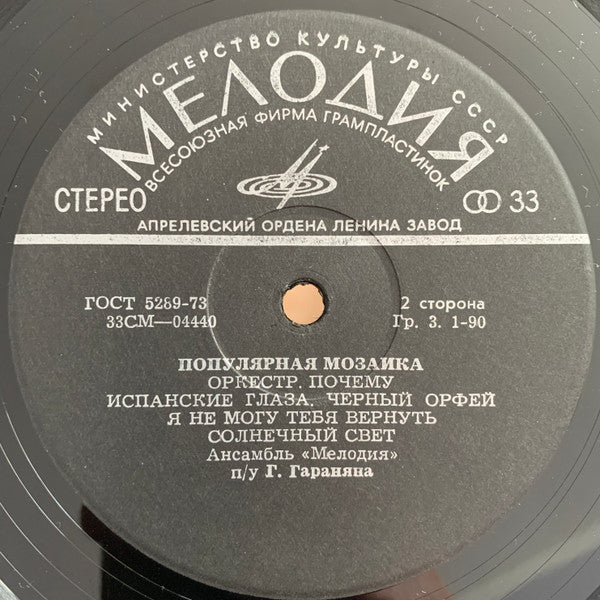 МИНИСТЕРСТВО КУЛЬТУРЫ СССР
МЕЛОДИЯ
ВСЕСОЮЗНАЯ ФИРМА ГРАМПЛАСТИНОК
СТЕРЕО 33
АПРЕЛЕВСКИЙ ОРДЕНА ЛЕНИНА ЗАВОД
ГОСТ 5289-73 2 сторона
33СМ—04440 Гр. 3. 1-90
ПОПУЛЯРНАЯ МОЗАИКА
ОРКЕСТР. ПОЧЕМУ
ИСПАНСКИЕ ГЛАЗА. ЧЕРНЫЙ ОРФЕЙ
Я НЕ МОГУ ТЕБЯ ВЕРНУТЬ
СОЛНЕЧНЫЙ СВЕТ
Ансамбль «Мелодия»
п/у Г. Гараняна